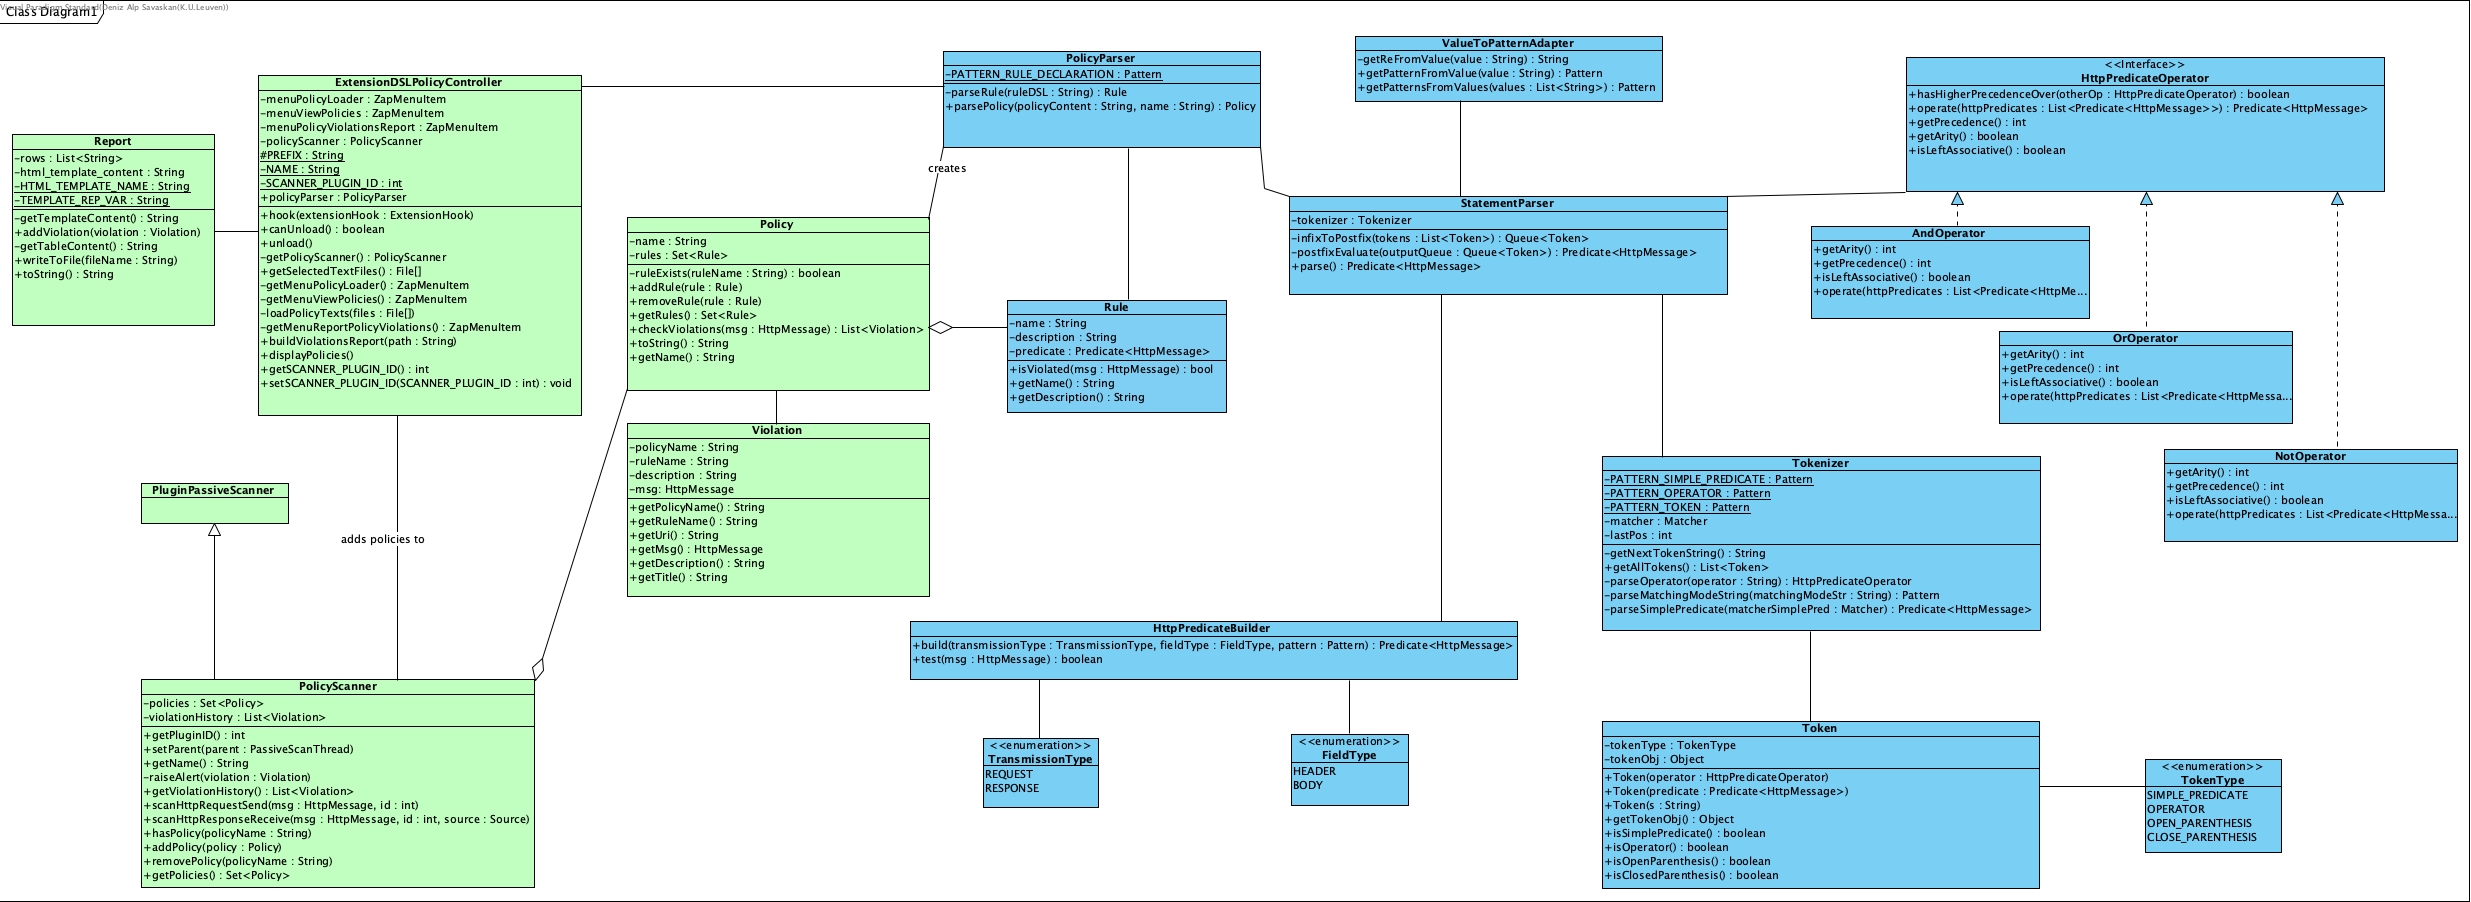 Visual Paradigm Standard(Deniz Alp Savaskan(K.U.Leuven))
Class Diagram1
Report
-rows : List<String>
-html_template_content : String
-HTML_TEMPLATE_NAME : String
-TEMPLATE_REP_VAR : String
-getTemplateContent() : String
+addViolation(violation : Violation)
-getTableContent() : String
+writeToFile(fileName : String)
+toString() : String
ExtensionDSLPolicyController
-menuPolicyLoader : ZapMenuItem
-menuViewPolicies : ZapMenuItem
-menuPolicyViolationsReport : ZapMenuItem
-policyScanner : PolicyScanner
#PREFIX : String
-NAME : String
-SCANNER_PLUGIN_ID : int
+policyParser : PolicyParser
+hook(extensionHook : ExtensionHook)
+canUnload() : boolean
+unload()
-getPolicyScanner() : PolicyScanner
+getSelectedTextFiles() : File[]
-getMenuPolicyLoader() : ZapMenuItem
-getMenuViewPolicies() : ZapMenuItem
-loadPolicyTexts(files : File[])
-getMenuReportPolicyViolations() : ZapMenuItem
+buildViolationsReport(path : String)
+displayPolicies()
+getSCANNER_PLUGIN_ID() : int
+setSCANNER_PLUGIN_ID(SCANNER_PLUGIN_ID : int) : void
PolicyParser
-PATTERN_RULE_DECLARATION : Pattern
-parseRule(ruleDSL : String) : Rule
+parsePolicy(policyContent : String, name : String) : Policy
creates
ValueToPatternAdapter
-getReFromValue(value : String) : String
+getPatternFromValue(value : String) : Pattern
+getPatternsFromValues(values : List<String>) : Pattern
<<Interface>>
HttpPredicateOperator
+hasHigherPrecedenceOver(otherOp : HttpPredicateOperator) : boolean
+operate(httpPredicates : List<Predicate<HttpMessage>>) : Predicate<HttpMessage>
+getPrecedence() : int
+getArity() : boolean
+isLeftAssociative() : boolean
Policy
-name : String
-rules : Set<Rule>
-ruleExists(ruleName : String) : boolean
+addRule(rule : Rule)
+removeRule(rule : Rule)
+getRules() : Set<Rule>
+checkViolations(msg : HttpMessage) : List<Violation>
+toString() : String
+getName() : String
Rule
-name : String
-description : String
-predicate : Predicate<HttpMessage>
+isViolated(msg : HttpMessage) : bool
+getName() : String
+getDescription() : String
StatementParser
-tokenizer : Tokenizer
-infixToPostfix(tokens : List<Token>) : Queue<Token>
-postfixEvaluate(outputQueue : Queue<Token>) : Predicate<HttpMessage>
+parse() : Predicate<HttpMessage>
AndOperator
+getArity() : int
+getPrecedence() : int
+isLeftAssociative() : boolean
+operate(httpPredicates : List<Predicate<HttpMe...
OrOperator
+getArity() : int
+getPrecedence() : int
+isLeftAssociative() : boolean
+operate(httpPredicates : List<Predicate<HttpMessa...
NotOperator
+getArity() : int
+getPrecedence() : int
+isLeftAssociative() : boolean
+operate(httpPredicates : List<Predicate<HttpMessa...
Violation
-policyName : String
-ruleName : String
-description : String
-msg: HttpMessage
+getPolicyName() : String
+getRuleName() : String
+getUri() : String
+getMsg() : HttpMessage
+getDescription() : String
+getTitle() : String
PluginPassiveScanner
adds policies to
Tokenizer
-PATTERN_SIMPLE_PREDICATE : Pattern
-PATTERN_OPERATOR : Pattern
-PATTERN_TOKEN : Pattern
-matcher : Matcher
-lastPos : int
-getNextTokenString() : String
+getAllTokens() : List<Token>
-parseOperator(operator : String) : HttpPredicateOperator
-parseMatchingModeString(matchingModeStr : String) : Pattern
-parseSimplePredicate(matcherSimplePred : Matcher) : Predicate<HttpMessage>
HttpPredicateBuilder
+build(transmissionType : TransmissionType, fieldType : FieldType, pattern : Pattern) : Predicate<HttpMessage>
+test(msg : HttpMessage) : boolean
PolicyScanner
-policies : Set<Policy>
-violationHistory : List<Violation>
+getPluginID() : int
+setParent(parent : PassiveScanThread)
+getName() : String
-raiseAlert(violation : Violation)
+getViolationHistory() : List<Violation>
+scanHttpRequestSend(msg : HttpMessage, id : int)
+scanHttpResponseReceive(msg : HttpMessage, id : int, source : Source)
+hasPolicy(policyName : String)
+addPolicy(policy : Policy)
+removePolicy(policyName : String)
+getPolicies() : Set<Policy>
<<enumeration>>
TransmissionType
REQUEST
RESPONSE
<<enumeration>>
FieldType
HEADER
BODY
Token
-tokenType : TokenType
-tokenObj : Object
+Token(operator : HttpPredicateOperator)
+Token(predicate : Predicate<HttpMessage>)
+Token(s : String)
+getTokenObj() : Object
+isSimplePredicate() : boolean
+isOperator() : boolean
+isOpenParenthesis() : boolean
+isClosedParenthesis() : boolean
<<enumeration>>
TokenType
SIMPLE_PREDICATE
OPERATOR
OPEN_PARENTHESIS
CLOSE_PARENTHESIS